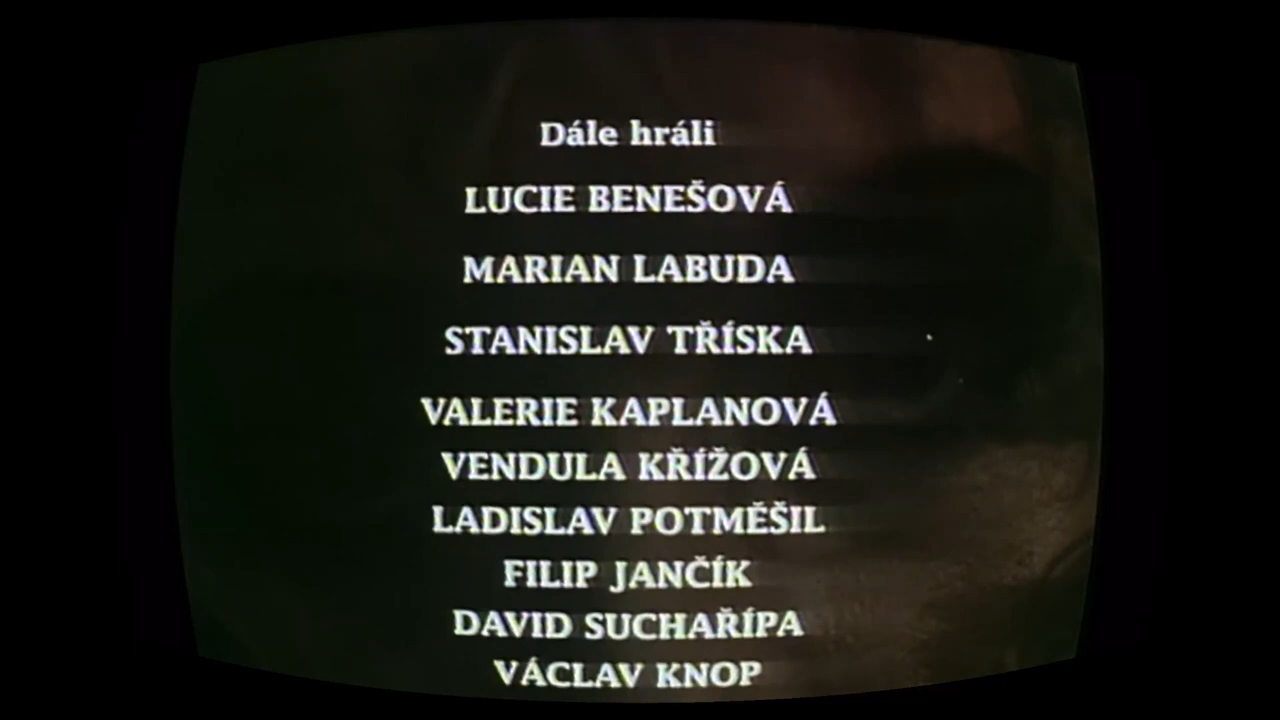 Dále hráli
LUCIE BENEŠOVÁ
MARIAN LABUDA
STANISLAV TŘÍSKA
VALERIE KAPLANOVÁ
VENDULA KŘÍŽOVÁ
LADISLAV POTMĚŠIL
FILIP JANČÍK
DAVID SUCHAŘÍPA
VÁCLAV KNOP